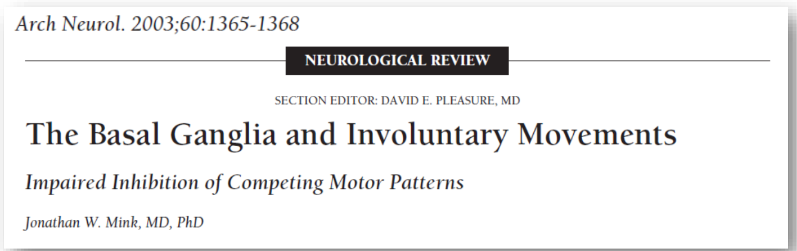 Arch Neurol. 2003;60:1365-1368
NEUROLOGICAL REVIEW
SECTION EDITOR: DAVID E. PLEASURE, MD
The Basal Ganglia and Involuntary Movements
Impaired Inhibition of Competing Motor Patterns
Jonathan W. Mink, MD, PhD